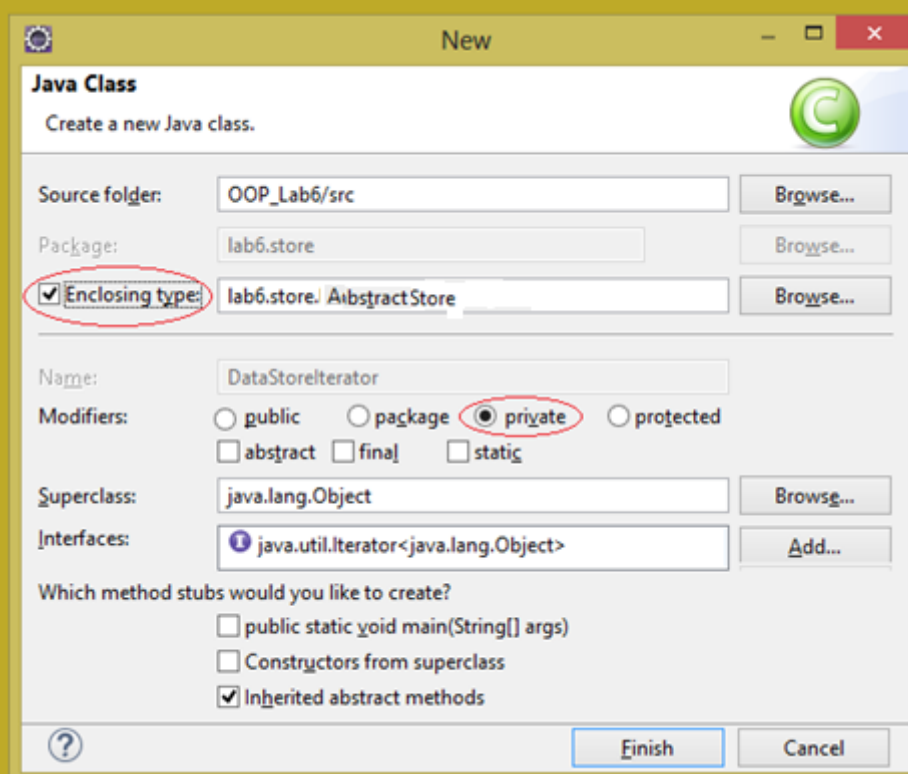 New
Java Class
Create a new Java class.
Source folder: OOP_Lab6/src Browse...
Package: lab6.store Browse...
Enclosing type: lab6.store. AbstractStore Browse...
Name: DataStoreIterator
Modifiers: public package private protected
abstract final static
Superclass: java.lang.Object Browse...
Interfaces: java.util.Iterator<java.lang.Object> Add...
Which method stubs would you like to create?
public static void main(String[] args)
Constructors from superclass
Inherited abstract methods
Finish Cancel